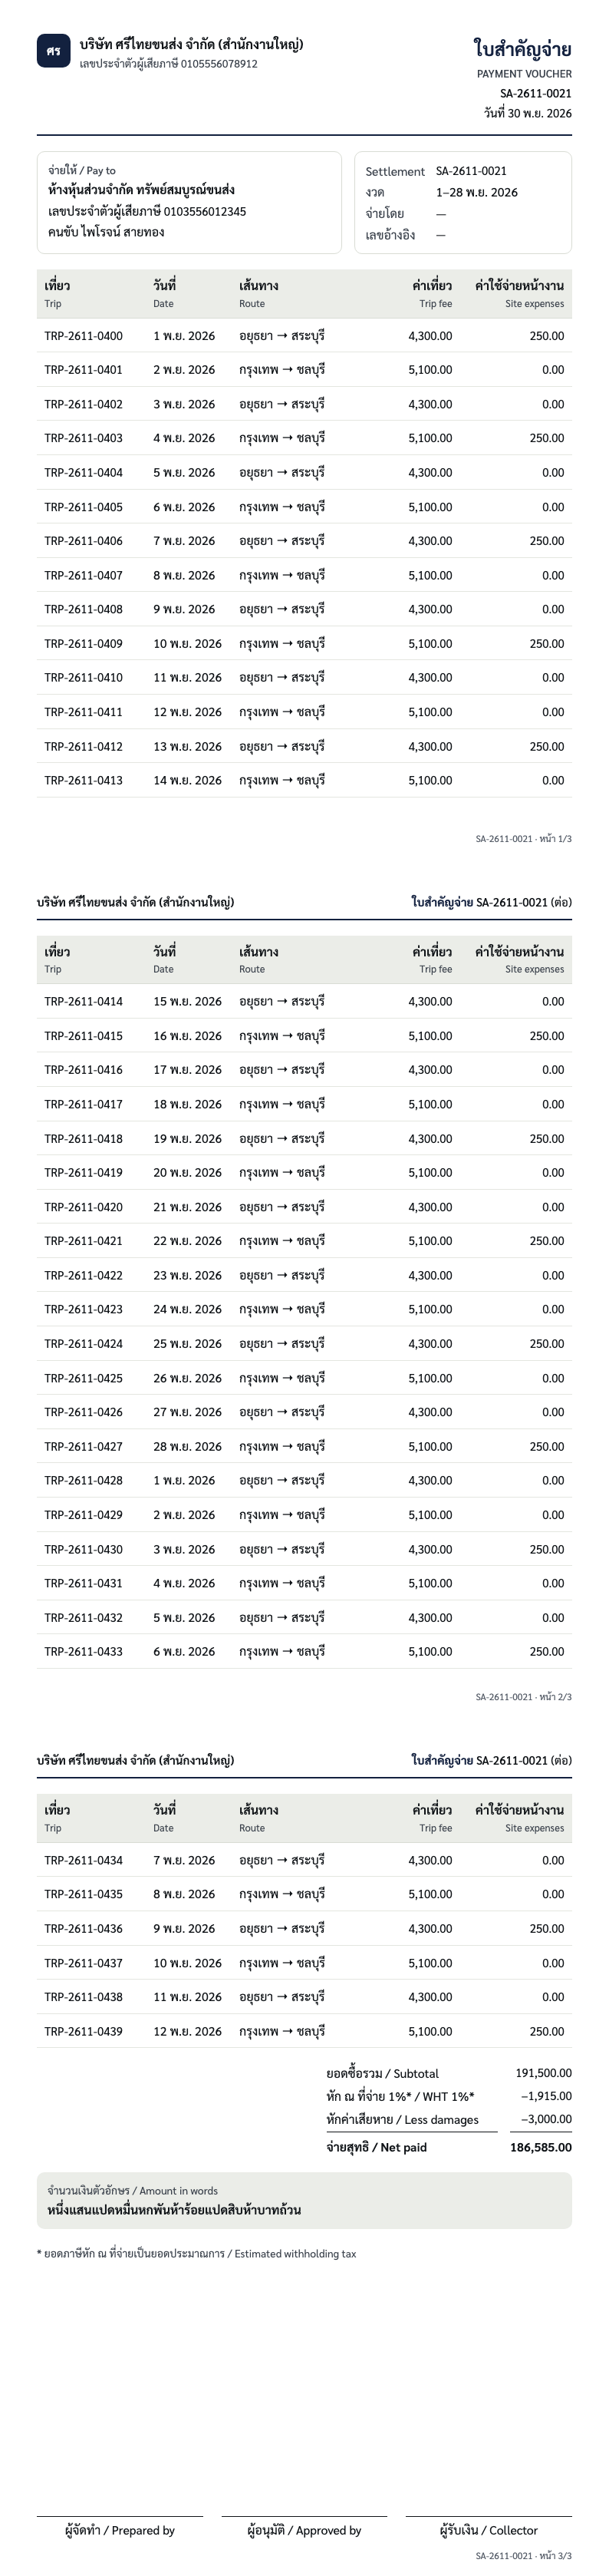 ศร
บริษัท ศรีไทยขนส่ง จำกัด (สำนักงานใหญ่)
เลขประจำตัวผู้เสียภาษี 0105556078912
ใบสำคัญจ่าย
PAYMENT VOUCHER
SA-2611-0021
วันที่ 30 พ.ย. 2026
จ่ายให้ / Pay to
ห้างหุ้นส่วนจำกัด ทรัพย์สมบูรณ์ขนส่ง
เลขประจำตัวผู้เสียภาษี 0103556012345
คนขับ ไพโรจน์ สายทอง
Settlement SA-2611-0021
งวด 1–28 พ.ย. 2026
จ่ายโดย —
เลขอ้างอิง —
เที่ยว วันที่ เส้นทาง ค่าเที่ยว ค่าใช้จ่ายหน้างาน
Trip Date Route Trip fee Site expenses
TRP-2611-0400 1 พ.ย. 2026 อยุธยา → สระบุรี 4,300.00 250.00
TRP-2611-0401 2 พ.ย. 2026 กรุงเทพ → ชลบุรี 5,100.00 0.00
TRP-2611-0402 3 พ.ย. 2026 อยุธยา → สระบุรี 4,300.00 0.00
TRP-2611-0403 4 พ.ย. 2026 กรุงเทพ → ชลบุรี 5,100.00 250.00
TRP-2611-0404 5 พ.ย. 2026 อยุธยา → สระบุรี 4,300.00 0.00
TRP-2611-0405 6 พ.ย. 2026 กรุงเทพ → ชลบุรี 5,100.00 0.00
TRP-2611-0406 7 พ.ย. 2026 อยุธยา → สระบุรี 4,300.00 250.00
TRP-2611-0407 8 พ.ย. 2026 กรุงเทพ → ชลบุรี 5,100.00 0.00
TRP-2611-0408 9 พ.ย. 2026 อยุธยา → สระบุรี 4,300.00 0.00
TRP-2611-0409 10 พ.ย. 2026 กรุงเทพ → ชลบุรี 5,100.00 250.00
TRP-2611-0410 11 พ.ย. 2026 อยุธยา → สระบุรี 4,300.00 0.00
TRP-2611-0411 12 พ.ย. 2026 กรุงเทพ → ชลบุรี 5,100.00 0.00
TRP-2611-0412 13 พ.ย. 2026 อยุธยา → สระบุรี 4,300.00 250.00
TRP-2611-0413 14 พ.ย. 2026 กรุงเทพ → ชลบุรี 5,100.00 0.00
SA-2611-0021 · หน้า 1/3
บริษัท ศรีไทยขนส่ง จำกัด (สำนักงานใหญ่) ใบสำคัญจ่าย SA-2611-0021 (ต่อ)
เที่ยว วันที่ เส้นทาง ค่าเที่ยว ค่าใช้จ่ายหน้างาน
Trip Date Route Trip fee Site expenses
TRP-2611-0414 15 พ.ย. 2026 อยุธยา → สระบุรี 4,300.00 0.00
TRP-2611-0415 16 พ.ย. 2026 กรุงเทพ → ชลบุรี 5,100.00 250.00
TRP-2611-0416 17 พ.ย. 2026 อยุธยา → สระบุรี 4,300.00 0.00
TRP-2611-0417 18 พ.ย. 2026 กรุงเทพ → ชลบุรี 5,100.00 0.00
TRP-2611-0418 19 พ.ย. 2026 อยุธยา → สระบุรี 4,300.00 250.00
TRP-2611-0419 20 พ.ย. 2026 กรุงเทพ → ชลบุรี 5,100.00 0.00
TRP-2611-0420 21 พ.ย. 2026 อยุธยา → สระบุรี 4,300.00 0.00
TRP-2611-0421 22 พ.ย. 2026 กรุงเทพ → ชลบุรี 5,100.00 250.00
TRP-2611-0422 23 พ.ย. 2026 อยุธยา → สระบุรี 4,300.00 0.00
TRP-2611-0423 24 พ.ย. 2026 กรุงเทพ → ชลบุรี 5,100.00 0.00
TRP-2611-0424 25 พ.ย. 2026 อยุธยา → สระบุรี 4,300.00 250.00
TRP-2611-0425 26 พ.ย. 2026 กรุงเทพ → ชลบุรี 5,100.00 0.00
TRP-2611-0426 27 พ.ย. 2026 อยุธยา → สระบุรี 4,300.00 0.00
TRP-2611-0427 28 พ.ย. 2026 กรุงเทพ → ชลบุรี 5,100.00 250.00
TRP-2611-0428 1 พ.ย. 2026 อยุธยา → สระบุรี 4,300.00 0.00
TRP-2611-0429 2 พ.ย. 2026 กรุงเทพ → ชลบุรี 5,100.00 0.00
TRP-2611-0430 3 พ.ย. 2026 อยุธยา → สระบุรี 4,300.00 250.00
TRP-2611-0431 4 พ.ย. 2026 กรุงเทพ → ชลบุรี 5,100.00 0.00
TRP-2611-0432 5 พ.ย. 2026 อยุธยา → สระบุรี 4,300.00 0.00
TRP-2611-0433 6 พ.ย. 2026 กรุงเทพ → ชลบุรี 5,100.00 250.00
SA-2611-0021 · หน้า 2/3
บริษัท ศรีไทยขนส่ง จำกัด (สำนักงานใหญ่) ใบสำคัญจ่าย SA-2611-0021 (ต่อ)
เที่ยว วันที่ เส้นทาง ค่าเที่ยว ค่าใช้จ่ายหน้างาน
Trip Date Route Trip fee Site expenses
TRP-2611-0434 7 พ.ย. 2026 อยุธยา → สระบุรี 4,300.00 0.00
TRP-2611-0435 8 พ.ย. 2026 กรุงเทพ → ชลบุรี 5,100.00 0.00
TRP-2611-0436 9 พ.ย. 2026 อยุธยา → สระบุรี 4,300.00 250.00
TRP-2611-0437 10 พ.ย. 2026 กรุงเทพ → ชลบุรี 5,100.00 0.00
TRP-2611-0438 11 พ.ย. 2026 อยุธยา → สระบุรี 4,300.00 0.00
TRP-2611-0439 12 พ.ย. 2026 กรุงเทพ → ชลบุรี 5,100.00 250.00
ยอดซื้อรวม / Subtotal 191,500.00
หัก ณ ที่จ่าย 1%* / WHT 1%* –1,915.00
หักค่าเสียหาย / Less damages –3,000.00
จ่ายสุทธิ / Net paid 186,585.00
จำนวนเงินตัวอักษร / Amount in words
หนึ่งแสนแปดหมื่นหกพันห้าร้อยแปดสิบห้าบาทถ้วน
* ยอดภาษีหัก ณ ที่จ่ายเป็นยอดประมาณการ / Estimated withholding tax
ผู้จัดทำ / Prepared by ผู้อนุมัติ / Approved by ผู้รับเงิน / Collector
SA-2611-0021 · หน้า 3/3